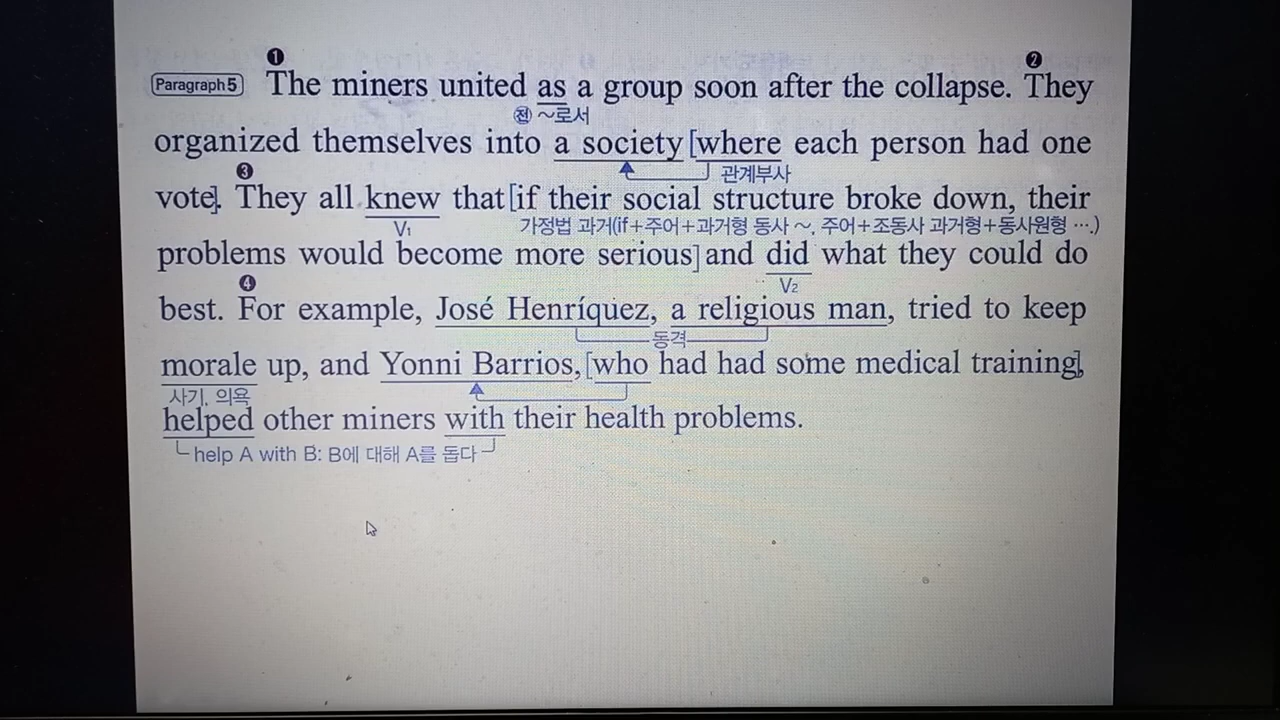 ❶ ❷
Paragraph 5 The miners united as a group soon after the collapse. They
㉠ ~로서
organized themselves into a society [where each person had one
관계부사
❸
vote]. They all knew that [if their social structure broke down, their
V₁ 가정법 과거(if+주어+과거형 동사 ~, 주어+조동사 과거형+동사원형 ….)
problems would become more serious] and did what they could do
❹ V₂
best. For example, José Henríquez, a religious man, tried to keep
동격
morale up, and Yonni Barrios, [who had had some medical training],
사기, 의욕
helped other miners with their health problems.
help A with B: B에 대해 A를 돕다